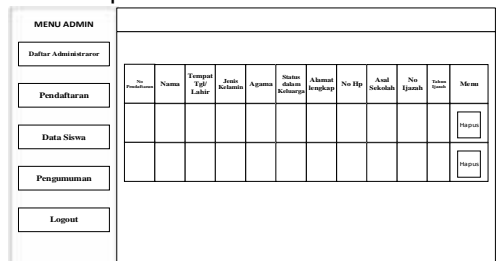 MENU ADMIN
Daftar Administraror
Pendaftaran
Data Siswa
Pengumuman
Logout
No Pendaftaran
Nama
Tempat Tgl/ Lahir
Jenis Kelamin
Agama
Status dalam Keluarga
Alamat lengkap
No Hp
Asal Sekolah
No Ijazah
Tahun Ijazah
Menu
Hapus
Hapus